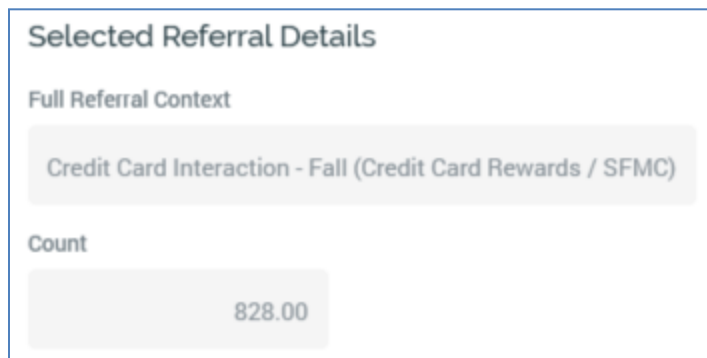 Selected Referral Details
Full Referral Context
Credit Card Interaction - Fall (Credit Card Rewards / SFMC)
Count
828.00